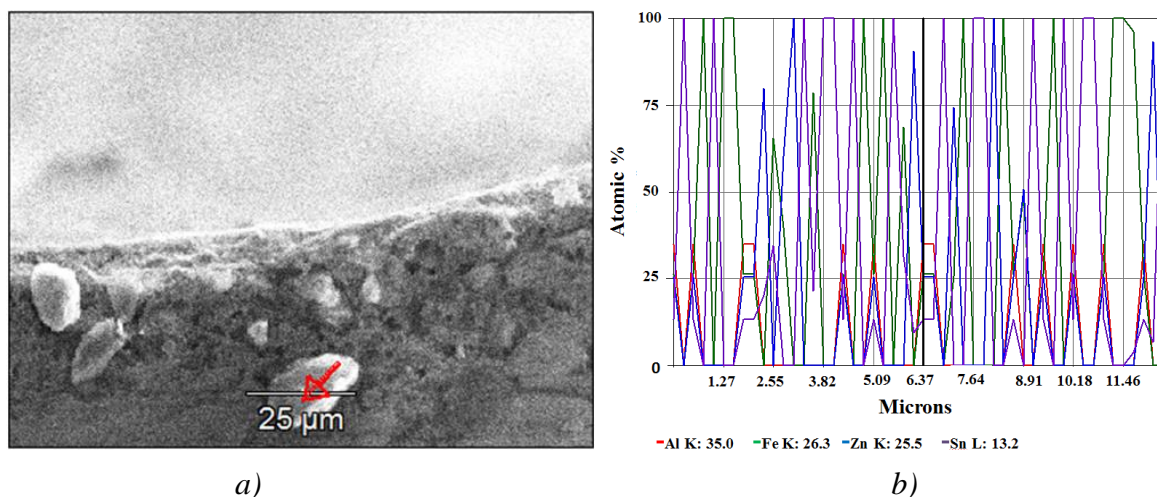 25 µm
a)
Atomic %
100
75
50
25
0
1.27 2.55 3.82 5.09 6.37 7.64 8.91 10.18 11.46
Microns
Al K: 35.0 Fe K: 26.3 Zn K: 25.5 Sn L: 13.2
b)